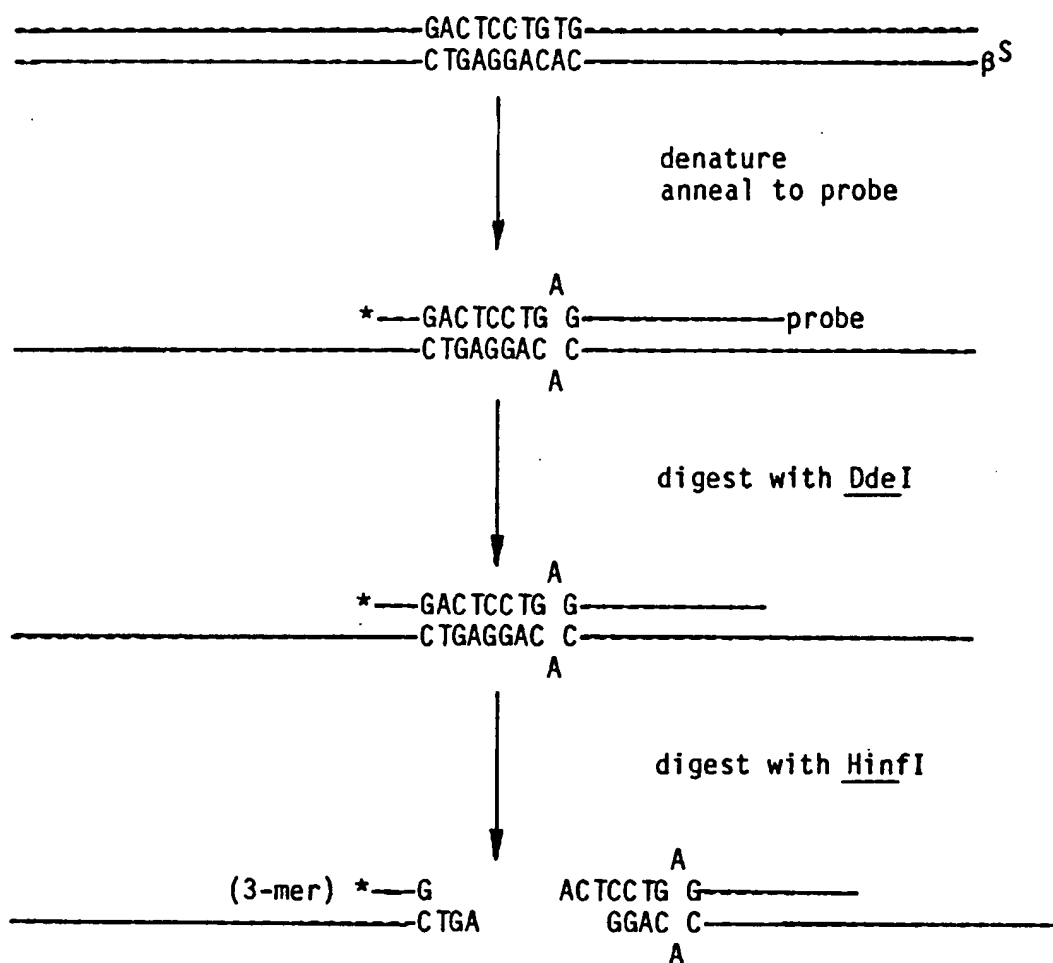 GACTCCTGTG
CTGAGGACAC
βS
denature
anneal to probe
A
*—GACTCCTG G—probe
CTGAGGAC C
A
digest with DdeI
A
*—GACTCCTG G
CTGAGGAC C
A
digest with HinfI
A
(3-mer) *—G ACTCCTG G
CTGA GGAC C
A